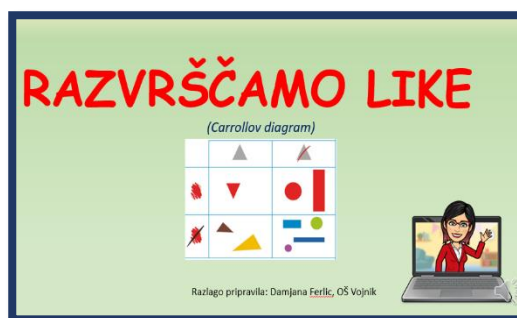 RAZVRŠČAMO LIKE
(Carrollov diagram)
Razlago pripravila: Damjana Ferlic, OŠ Vojnik